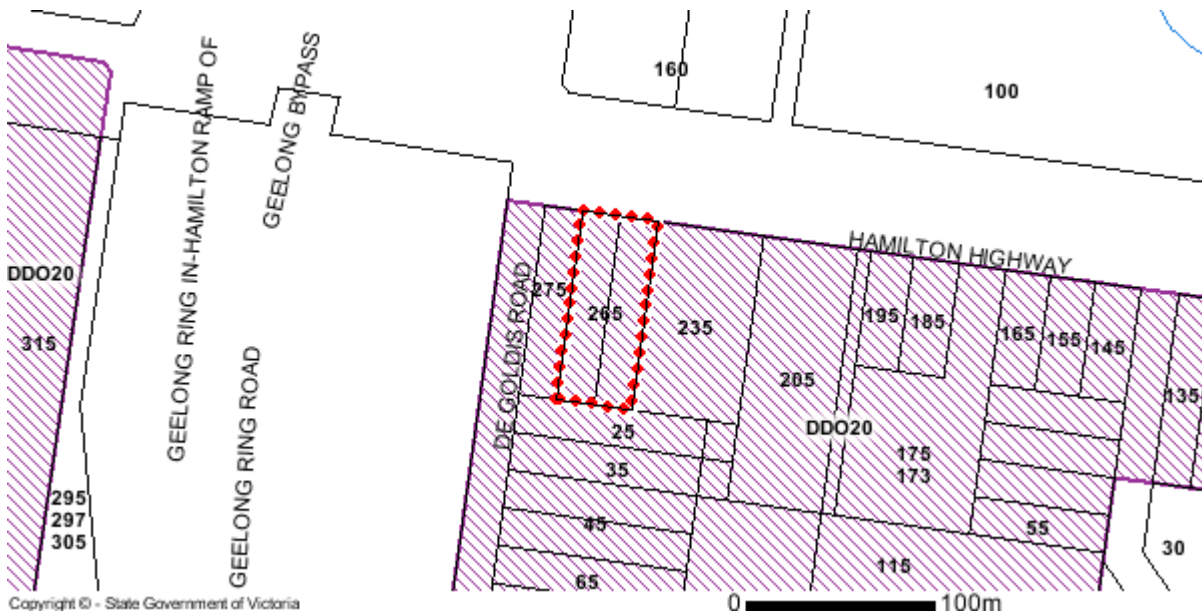 160
100
GEELONG RING IN-HAMILTON RAMP OF
GEELONG BYPASS
HAMILTON HIGHWAY
DDO20
315
275
265
235
195
185
165
155
145
135
205
DE GOLDIS ROAD
GEELONG RING ROAD
DDO20
25
35
175
173
295
297
305
45
55
30
115
65
Copyright © - State Government of Victoria
0
100m